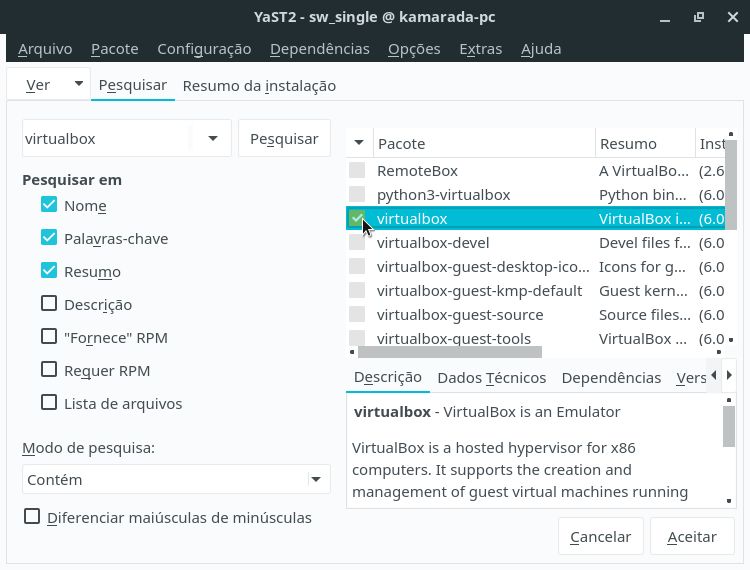 YaST2 - sw_single @ kamarada-pc
Arquivo Pacote Configuração Dependências Opções Extras Ajuda
Ver Pesquisar Resumo da instalação
virtualbox Pesquisar
Pesquisar em
Nome
Palavras-chave
Resumo
Descrição
"Fornece" RPM
Requer RPM
Lista de arquivos
Modo de pesquisa:
Contém
Diferenciar maiúsculas de minúsculas
Pacote Resumo Inst
RemoteBox A VirtualBo... (2.6
python3-virtualbox Python bin... (6.0
virtualbox VirtualBox i... (6.0
virtualbox-devel Devel files f... (6.0
virtualbox-guest-desktop-ico... Icons for g... (6.0
virtualbox-guest-kmp-default Guest kern... (6.0
virtualbox-guest-source Source files... (6.0
virtualbox-guest-tools VirtualBox ... (6.0
Descrição Dados Técnicos Dependências Vers
virtualbox - VirtualBox is an Emulator
VirtualBox is a hosted hypervisor for x86
computers. It supports the creation and
management of guest virtual machines running
Cancelar Aceitar